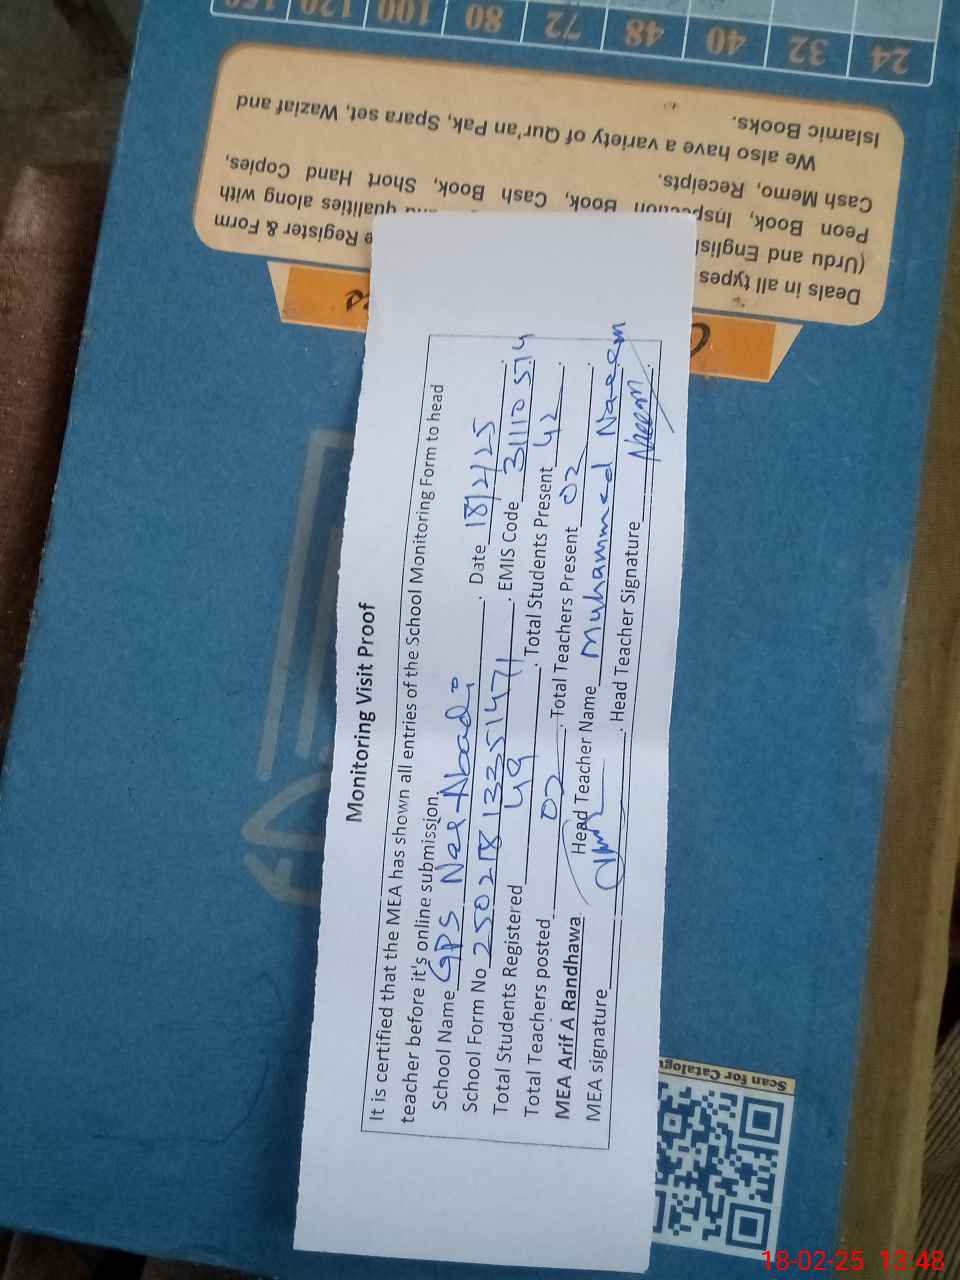 Monitoring Visit Proof
It is certified that the MEA has shown all entries of the School Monitoring Form to head
teacher before it's online submission.
School Name GPS Nae Abadi. Date 18/2/25.
School Form No 25021813351471. EMIS Code 31110574
Total Students Registered 49. Total Students Present 42.
Total Teachers posted 02. Total Teachers Present 02.
MEA Arif A Randhawa. Head Teacher Name Muhammad Naeem
MEA signature. Head Teacher Signature Naeem.
Deals in all types
e Register & Form
(Urdu and English
qualities along with
Peon Book, Book, Cash Book, Short Hand Copies,
Cash Memo, Receipts.
We also have a variety of Qur'an Pak, Spara set, Waziaf and
Islamic Books.
24 32 40 48 72 80 100 120 150
Scan for Catalogu
18-02-25 13:48